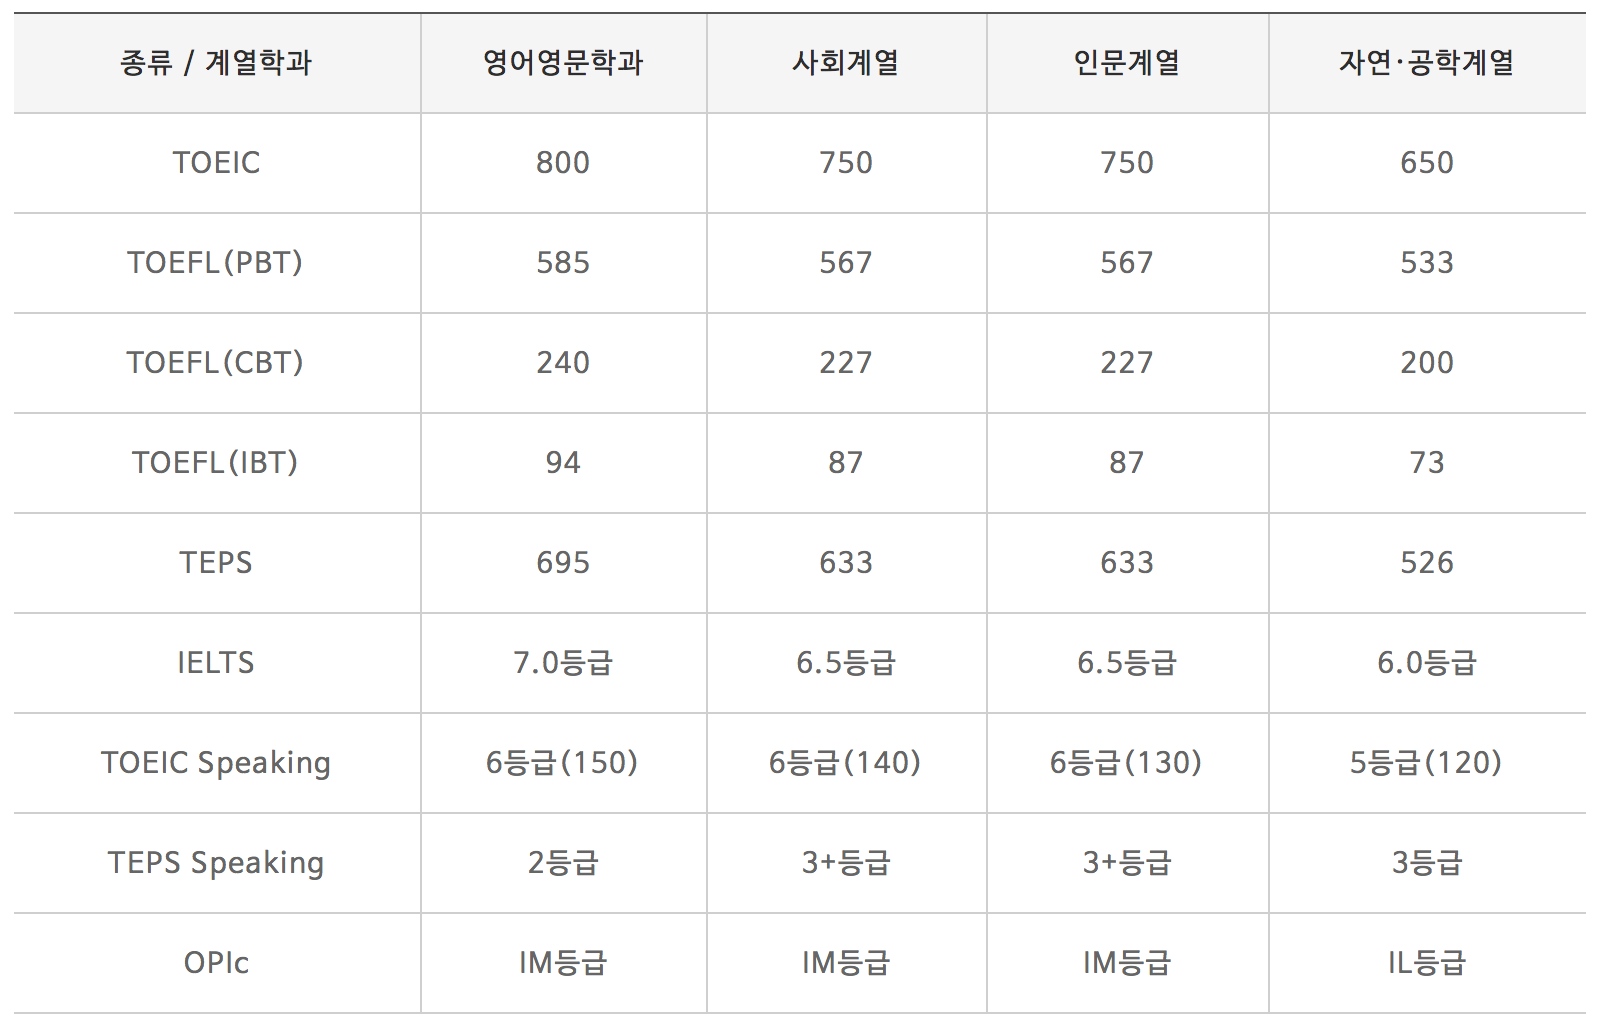 종류 / 계열학과 영어영문학과 사회계열 인문계열 자연·공학계열
TOEIC 800 750 750 650
TOEFL(PBT) 585 567 567 533
TOEFL(CBT) 240 227 227 200
TOEFL(IBT) 94 87 87 73
TEPS 695 633 633 526
IELTS 7.0등급 6.5등급 6.5등급 6.0등급
TOEIC Speaking 6등급(150) 6등급(140) 6등급(130) 5등급(120)
TEPS Speaking 2등급 3+등급 3+등급 3등급
OPIc IM등급 IM등급 IM등급 IL등급